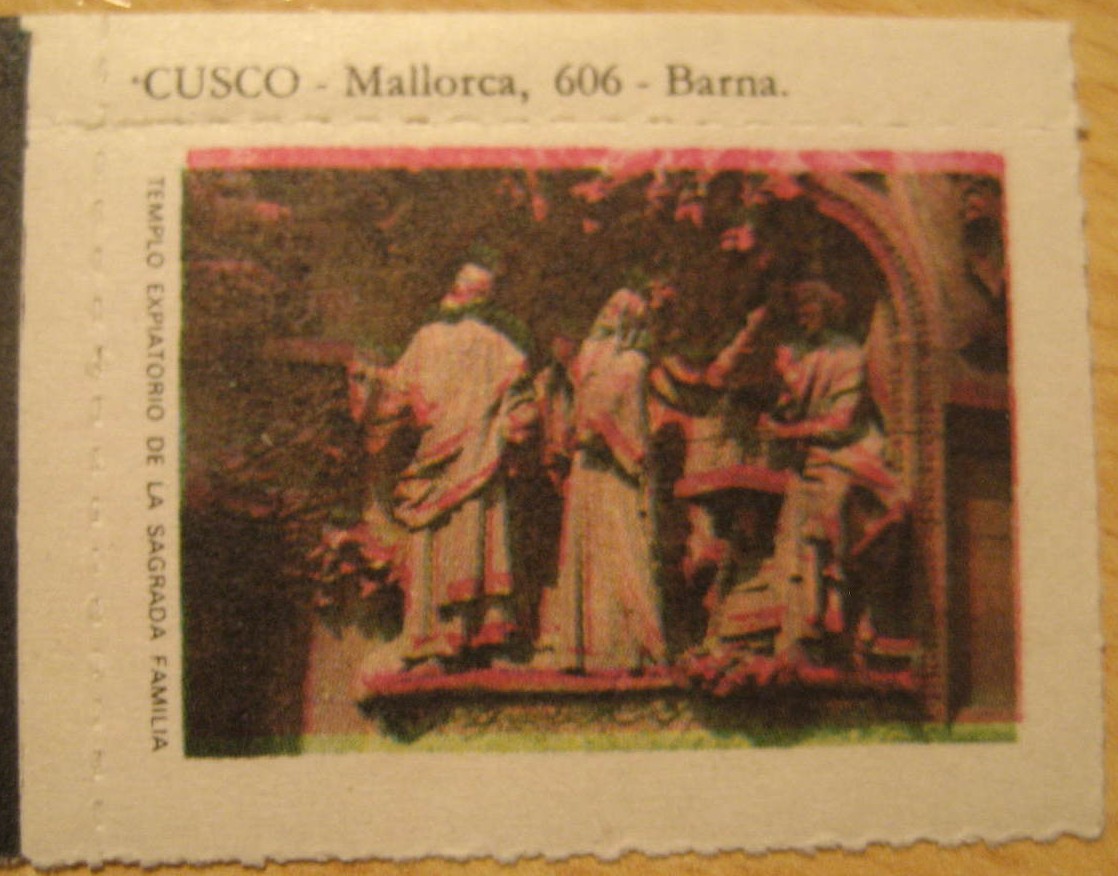 CUSCO - Mallorca, 606 - Barna.
TEMPLO EXPIATORIO DE LA SAGRADA FAMILIA